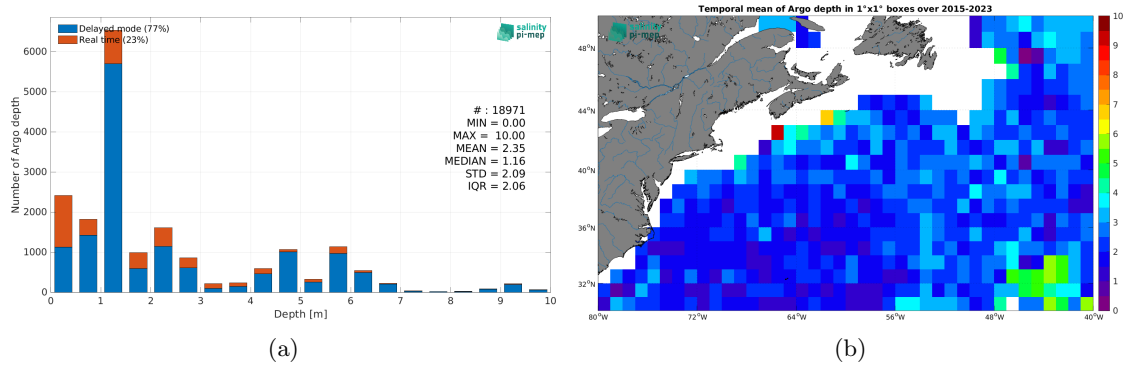 Delayed mode (77%)
Real time (23%)
salinity
pi-mep
# : 18971
MIN = 0.00
MAX = 10.00
MEAN = 2.35
MEDIAN = 1.16
STD = 2.09
IQR = 2.06
Number of Argo depth
6000
5000
4000
3000
2000
1000
0
0 1 2 3 4 5 6 7 8 9 10
Depth [m]
(a)
Temporal mean of Argo depth in 1°x1° boxes over 2015-2023
salinity
pi-mep
48°N
44°N
40°N
36°N
32°N
80°W 72°W 64°W 56°W 48°W 40°W
10
9
8
7
6
5
4
3
2
1
0
(b)